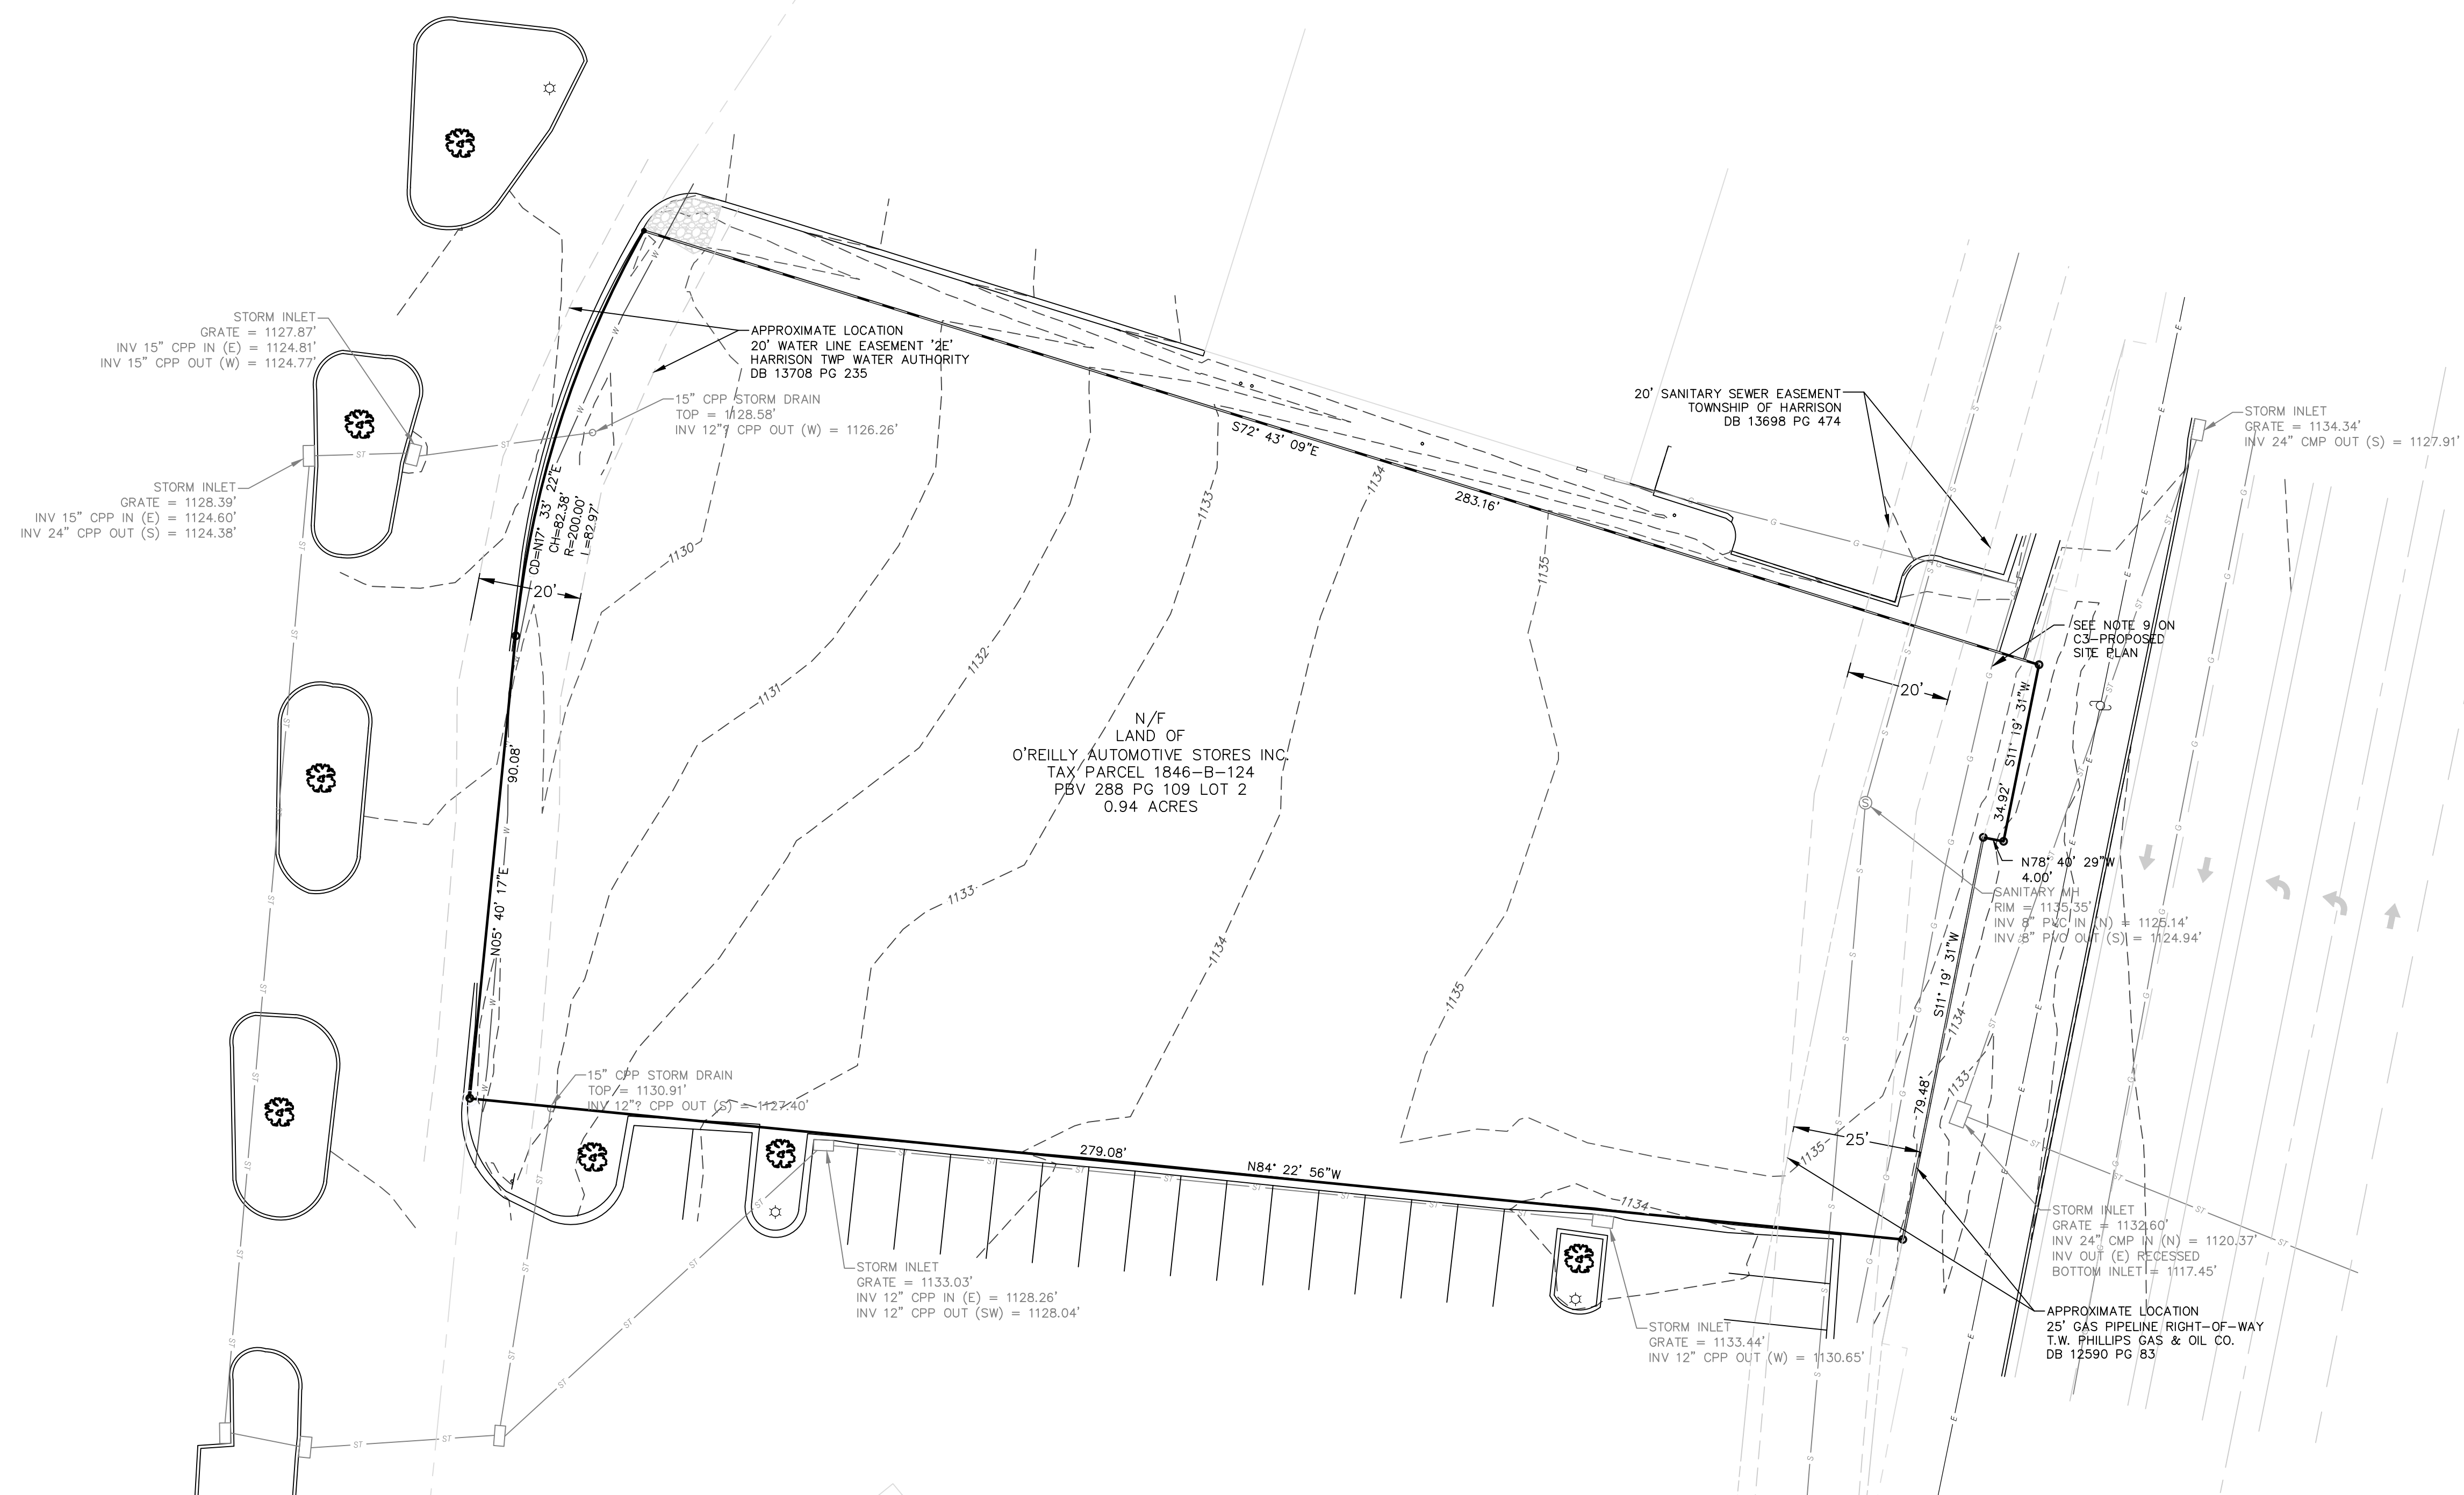 STORM INLET
GRATE = 1127.87'
INV 15" CPP IN (E) = 1124.81'
INV 15" CPP OUT (W) = 1124.77'
STORM INLET
GRATE = 1128.39'
INV 15" CPP IN (E) = 1124.60'
INV 24" CPP OUT (S) = 1124.38'
APPROXIMATE LOCATION
20' WATER LINE EASEMENT '2E'
HARRISON TWP WATER AUTHORITY
DB 13708 PG 235
15" CPP STORM DRAIN
TOP = 1128.58'
INV 12"? CPP OUT (W) = 1126.26'
CD=N17° 33' 22"E
CH=82.38'
R=200.00'
L=82.97'
20'
S72° 43' 09"E
283.16'
20' SANITARY SEWER EASEMENT
TOWNSHIP OF HARRISON
DB 13698 PG 474
STORM INLET
GRATE = 1134.34'
INV 24" CMP OUT (S) = 1127.91'
SEE NOTE 9 ON
C3-PROPOSED
SITE PLAN
20'
S11° 19' 31"W
34.92'
N78° 40' 29"W
4.00'
SANITARY MH
RIM = 1135.35'
INV 8" PVC IN (N) = 1125.14'
INV 8" PVC OUT (S) = 1124.94'
S
N/F
LAND OF
O'REILLY AUTOMOTIVE STORES INC.
TAX PARCEL 1846-B-124
PBV 288 PG 109 LOT 2
0.94 ACRES
1130
1131
1132
1133
1133
1134
1134
1135
1135
1134
1133
1135
1134
90.08'
N05° 40' 17"E
S11° 19' 31"W
79.48'
25'
15" CPP STORM DRAIN
TOP = 1130.91'
INV 12"? CPP OUT (S) = 1127.40'
279.08'
N84° 22' 56"W
STORM INLET
GRATE = 1133.03'
INV 12" CPP IN (E) = 1128.26'
INV 12" CPP OUT (SW) = 1128.04'
STORM INLET
GRATE = 1133.44'
INV 12" CPP OUT (W) = 1130.65'
STORM INLET
GRATE = 1132.60'
INV 24" CMP IN (N) = 1120.37'
INV OUT (E) RECESSED
BOTTOM INLET = 1117.45'
APPROXIMATE LOCATION
25' GAS PIPELINE RIGHT-OF-WAY
T.W. PHILLIPS GAS & OIL CO.
DB 12590 PG 83
ST
W
G
E
S